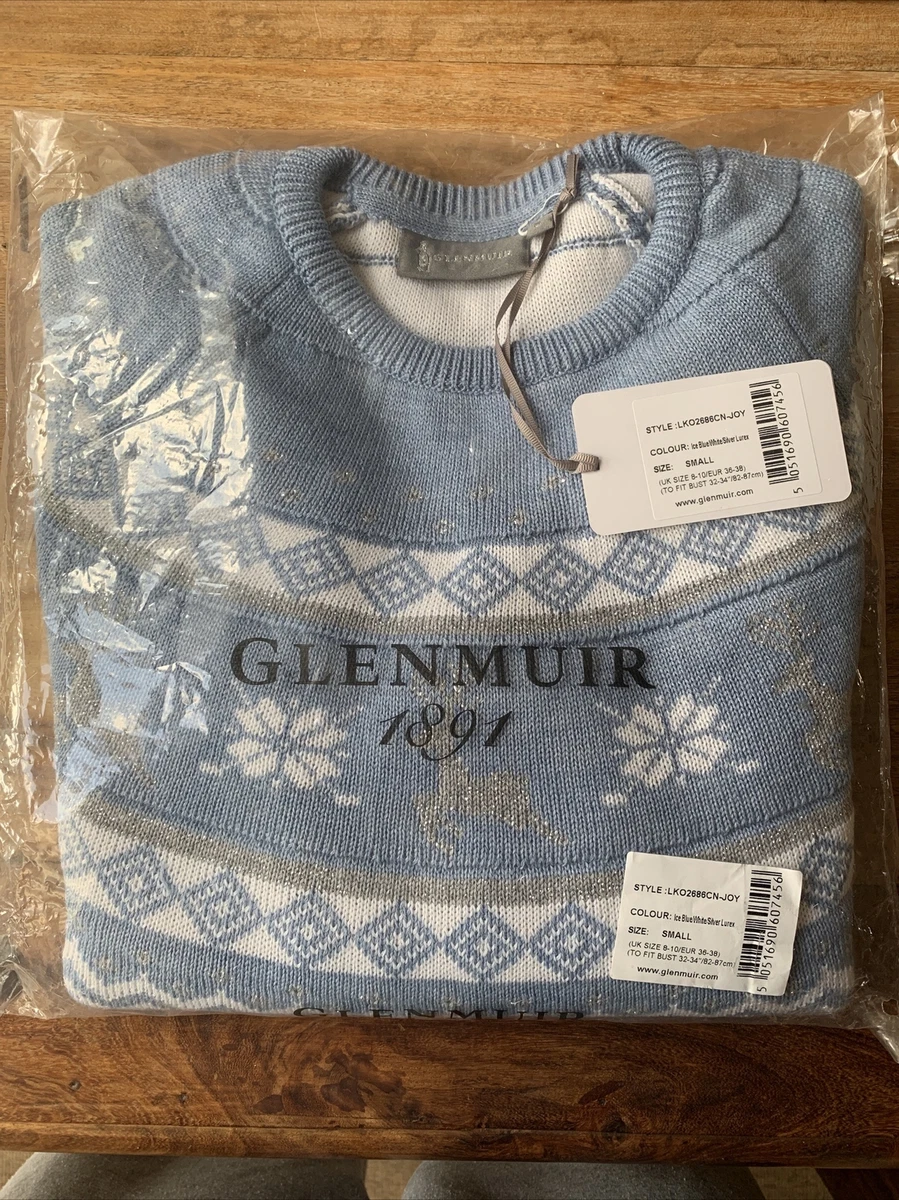 GLENMUIR
STYLE :LKO2686CN-JOY
COLOUR: Ice Blue/White/Silver Lurex
SIZE: SMALL
(UK SIZE 8-10/EUR 36-38)
(TO FIT BUST 32-34"/82-87cm)
www.glenmuir.com
5 051690 607456
GLENMUIR
1891
STYLE :LKO2686CN-JOY
COLOUR: Ice Blue/White/Silver Lurex
SIZE: SMALL
(UK SIZE 8-10/EUR 36-38)
(TO FIT BUST 32-34"/82-87cm)
www.glenmuir.com
5 051690 607456
GLENMUIR